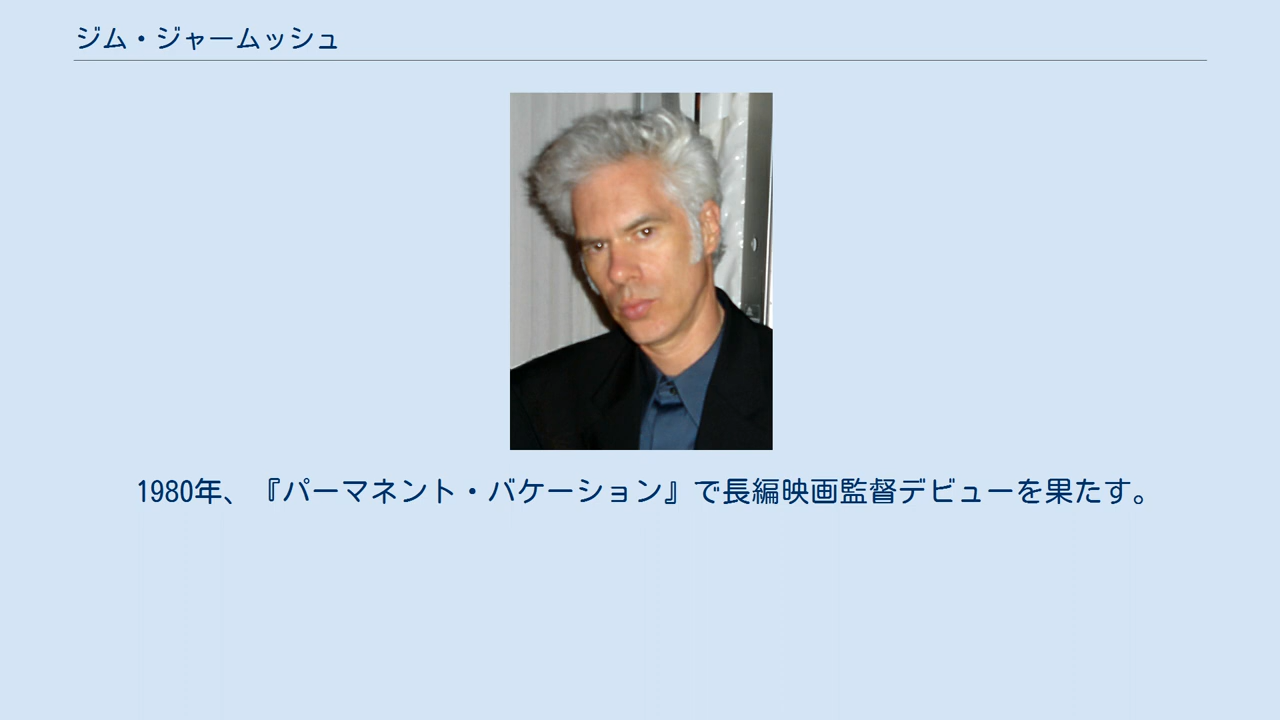 ジム・ジャームッシュ
1980年、『パーマネント・バケーション』で長編映画監督デビューを果たす。